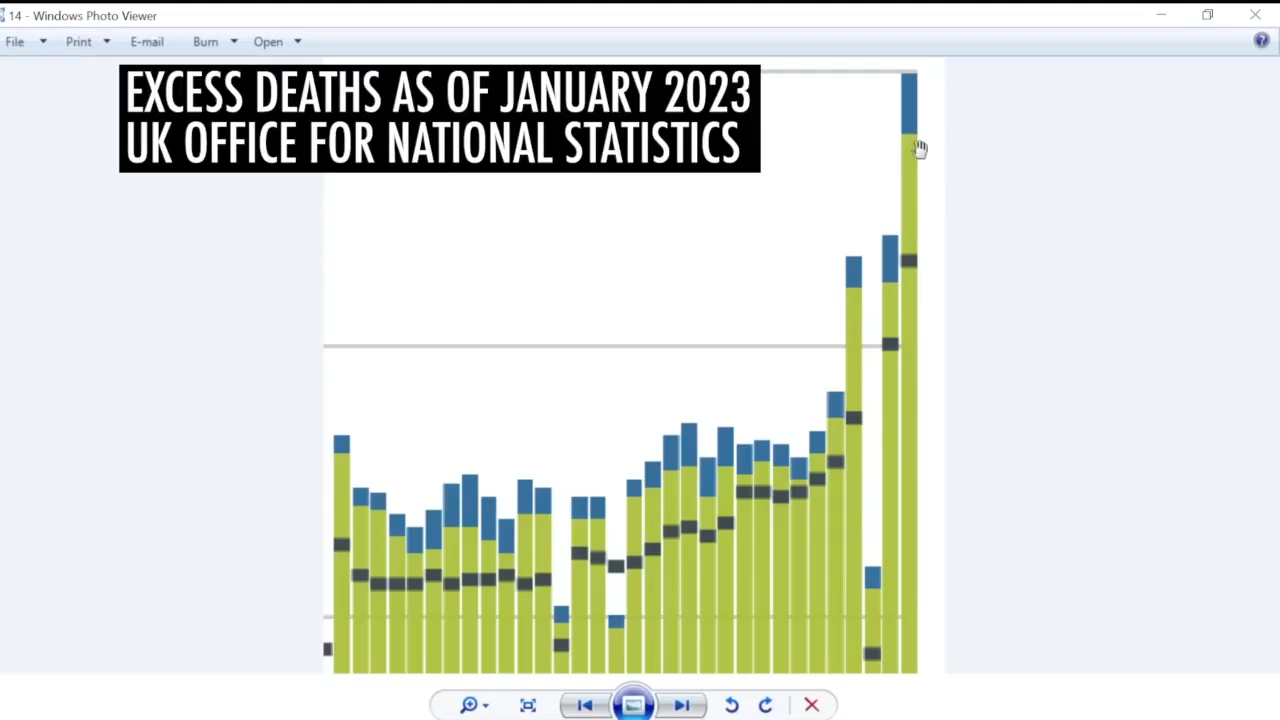 14 - Windows Photo Viewer
File Print E-mail Burn Open
EXCESS DEATHS AS OF JANUARY 2023
UK OFFICE FOR NATIONAL STATISTICS